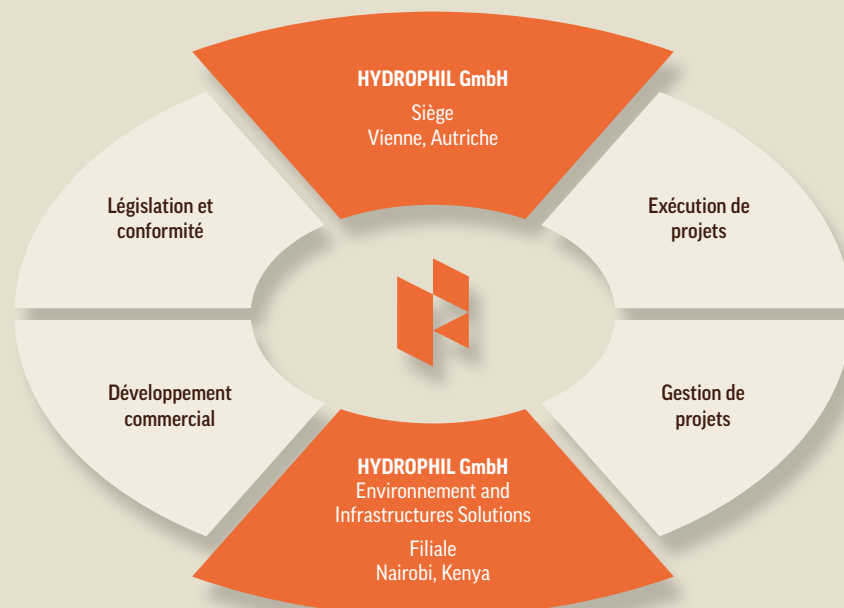 HYDROPHIL GmbH
Siège
Vienne, Autriche
Législation et
conformité
Exécution de
projets
Développement
commercial
Gestion de
projets
HYDROPHIL GmbH
Environnement and
Infrastructures Solutions
Filiale
Nairobi, Kenya